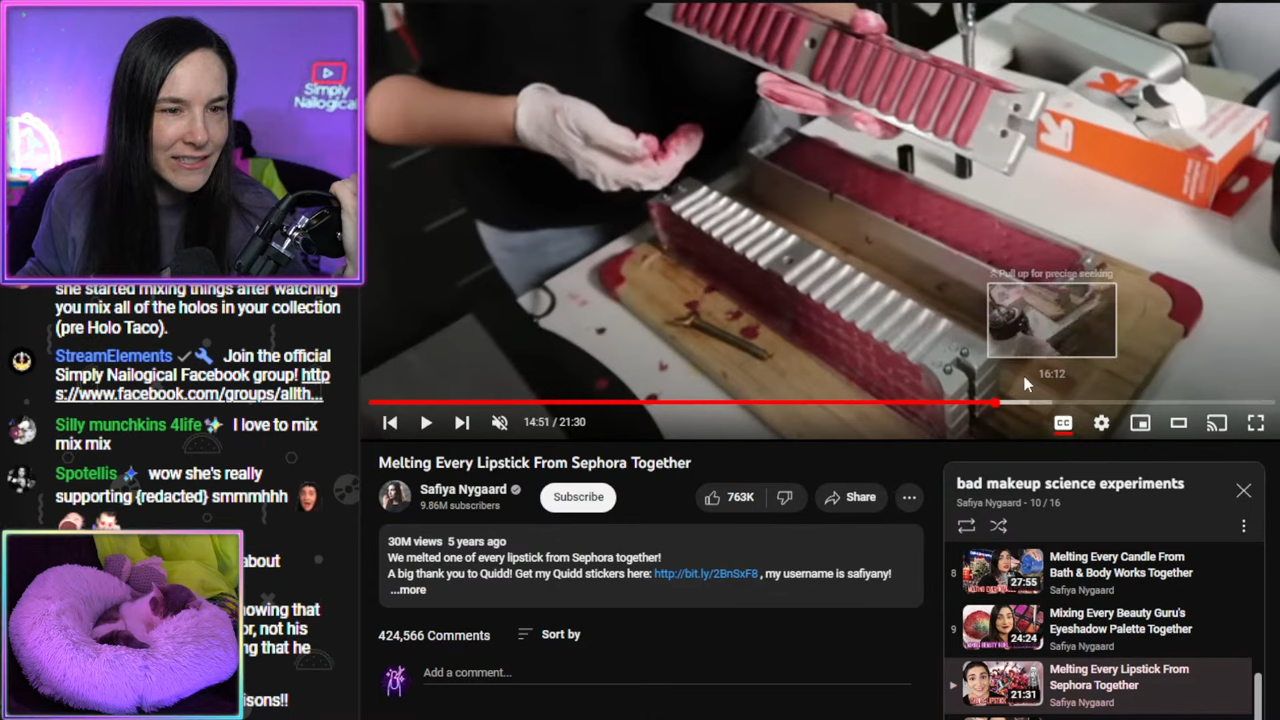 Simply
Nailogical
she started mixing things after watching
you mix all of the holos in your collection
(pre Holo Taco).
StreamElements Join the official
Simply Nailogical Facebook group! http
s://www.facebook.com/groups/allth...
Silly munchkins 4life I love to mix
mix mix
Spotellis wow she's really
supporting {redacted} smmmhhh
about
owing that
or, not his
ng that he
isons!!
Pull up for precise seeking
16:12
14:51 / 21:30
CC
Melting Every Lipstick From Sephora Together
Safiya Nygaard
9.86M subscribers
Subscribe
763K
Share
30M views 5 years ago
We melted one of every lipstick from Sephora together!
A big thank you to Quidd! Get my Quidd stickers here: http://bit.ly/2BnSxF8 , my username is safiyany!
...more
424,566 Comments
Sort by
Add a comment...
bad makeup science experiments
Safiya Nygaard - 10 / 16
8
27:55
Melting Every Candle From
Bath & Body Works Together
Safiya Nygaard
9
24:24
Mixing Every Beauty Guru's
Eyeshadow Palette Together
Safiya Nygaard
21:31
Melting Every Lipstick From
Sephora Together
Safiya Nygaard